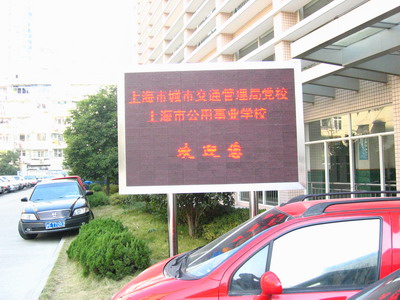 上海市城市交通管理局党校
上海市公用事业学校
欢迎您